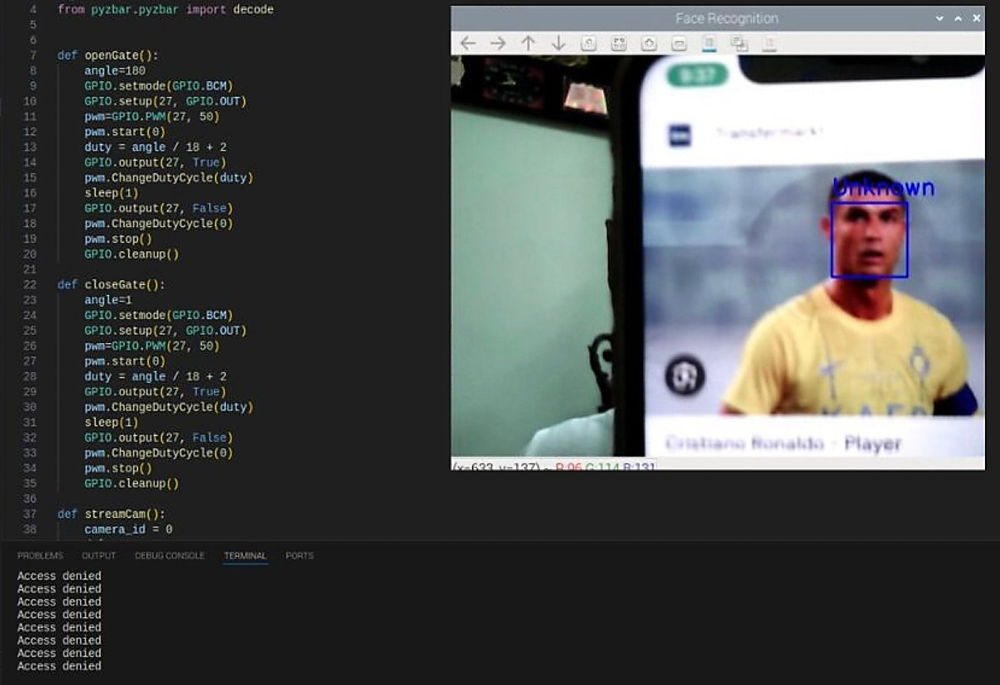 4 from pyzbar.pyzbar import decode
5
6
7 def openGate():
8 angle=180
9 GPIO.setmode(GPIO.BCM)
10 GPIO.setup(27, GPIO.OUT)
11 pwm=GPIO.PWM(27, 50)
12 pwm.start(0)
13 duty = angle / 18 + 2
14 GPIO.output(27, True)
15 pwm.ChangeDutyCycle(duty)
16 sleep(1)
17 GPIO.output(27, False)
18 pwm.ChangeDutyCycle(0)
19 pwm.stop()
20 GPIO.cleanup()
21
22 def closeGate():
23 angle=1
24 GPIO.setmode(GPIO.BCM)
25 GPIO.setup(27, GPIO.OUT)
26 pwm=GPIO.PWM(27, 50)
27 pwm.start(0)
28 duty = angle / 18 + 2
29 GPIO.output(27, True)
30 pwm.ChangeDutyCycle(duty)
31 sleep(1)
32 GPIO.output(27, False)
33 pwm.ChangeDutyCycle(0)
34 pwm.stop()
35 GPIO.cleanup()
36
37 def streamCam():
38 camera_id = 0
Face Recognition
9:37
Transfermarkt
Unknown
Cristiano Ronaldo · Player
(x=633, y=137) ~ R:96 G:114 B:131
PROBLEMS OUTPUT DEBUG CONSOLE TERMINAL PORTS
Access denied
Access denied
Access denied
Access denied
Access denied
Access denied
Access denied
Access denied